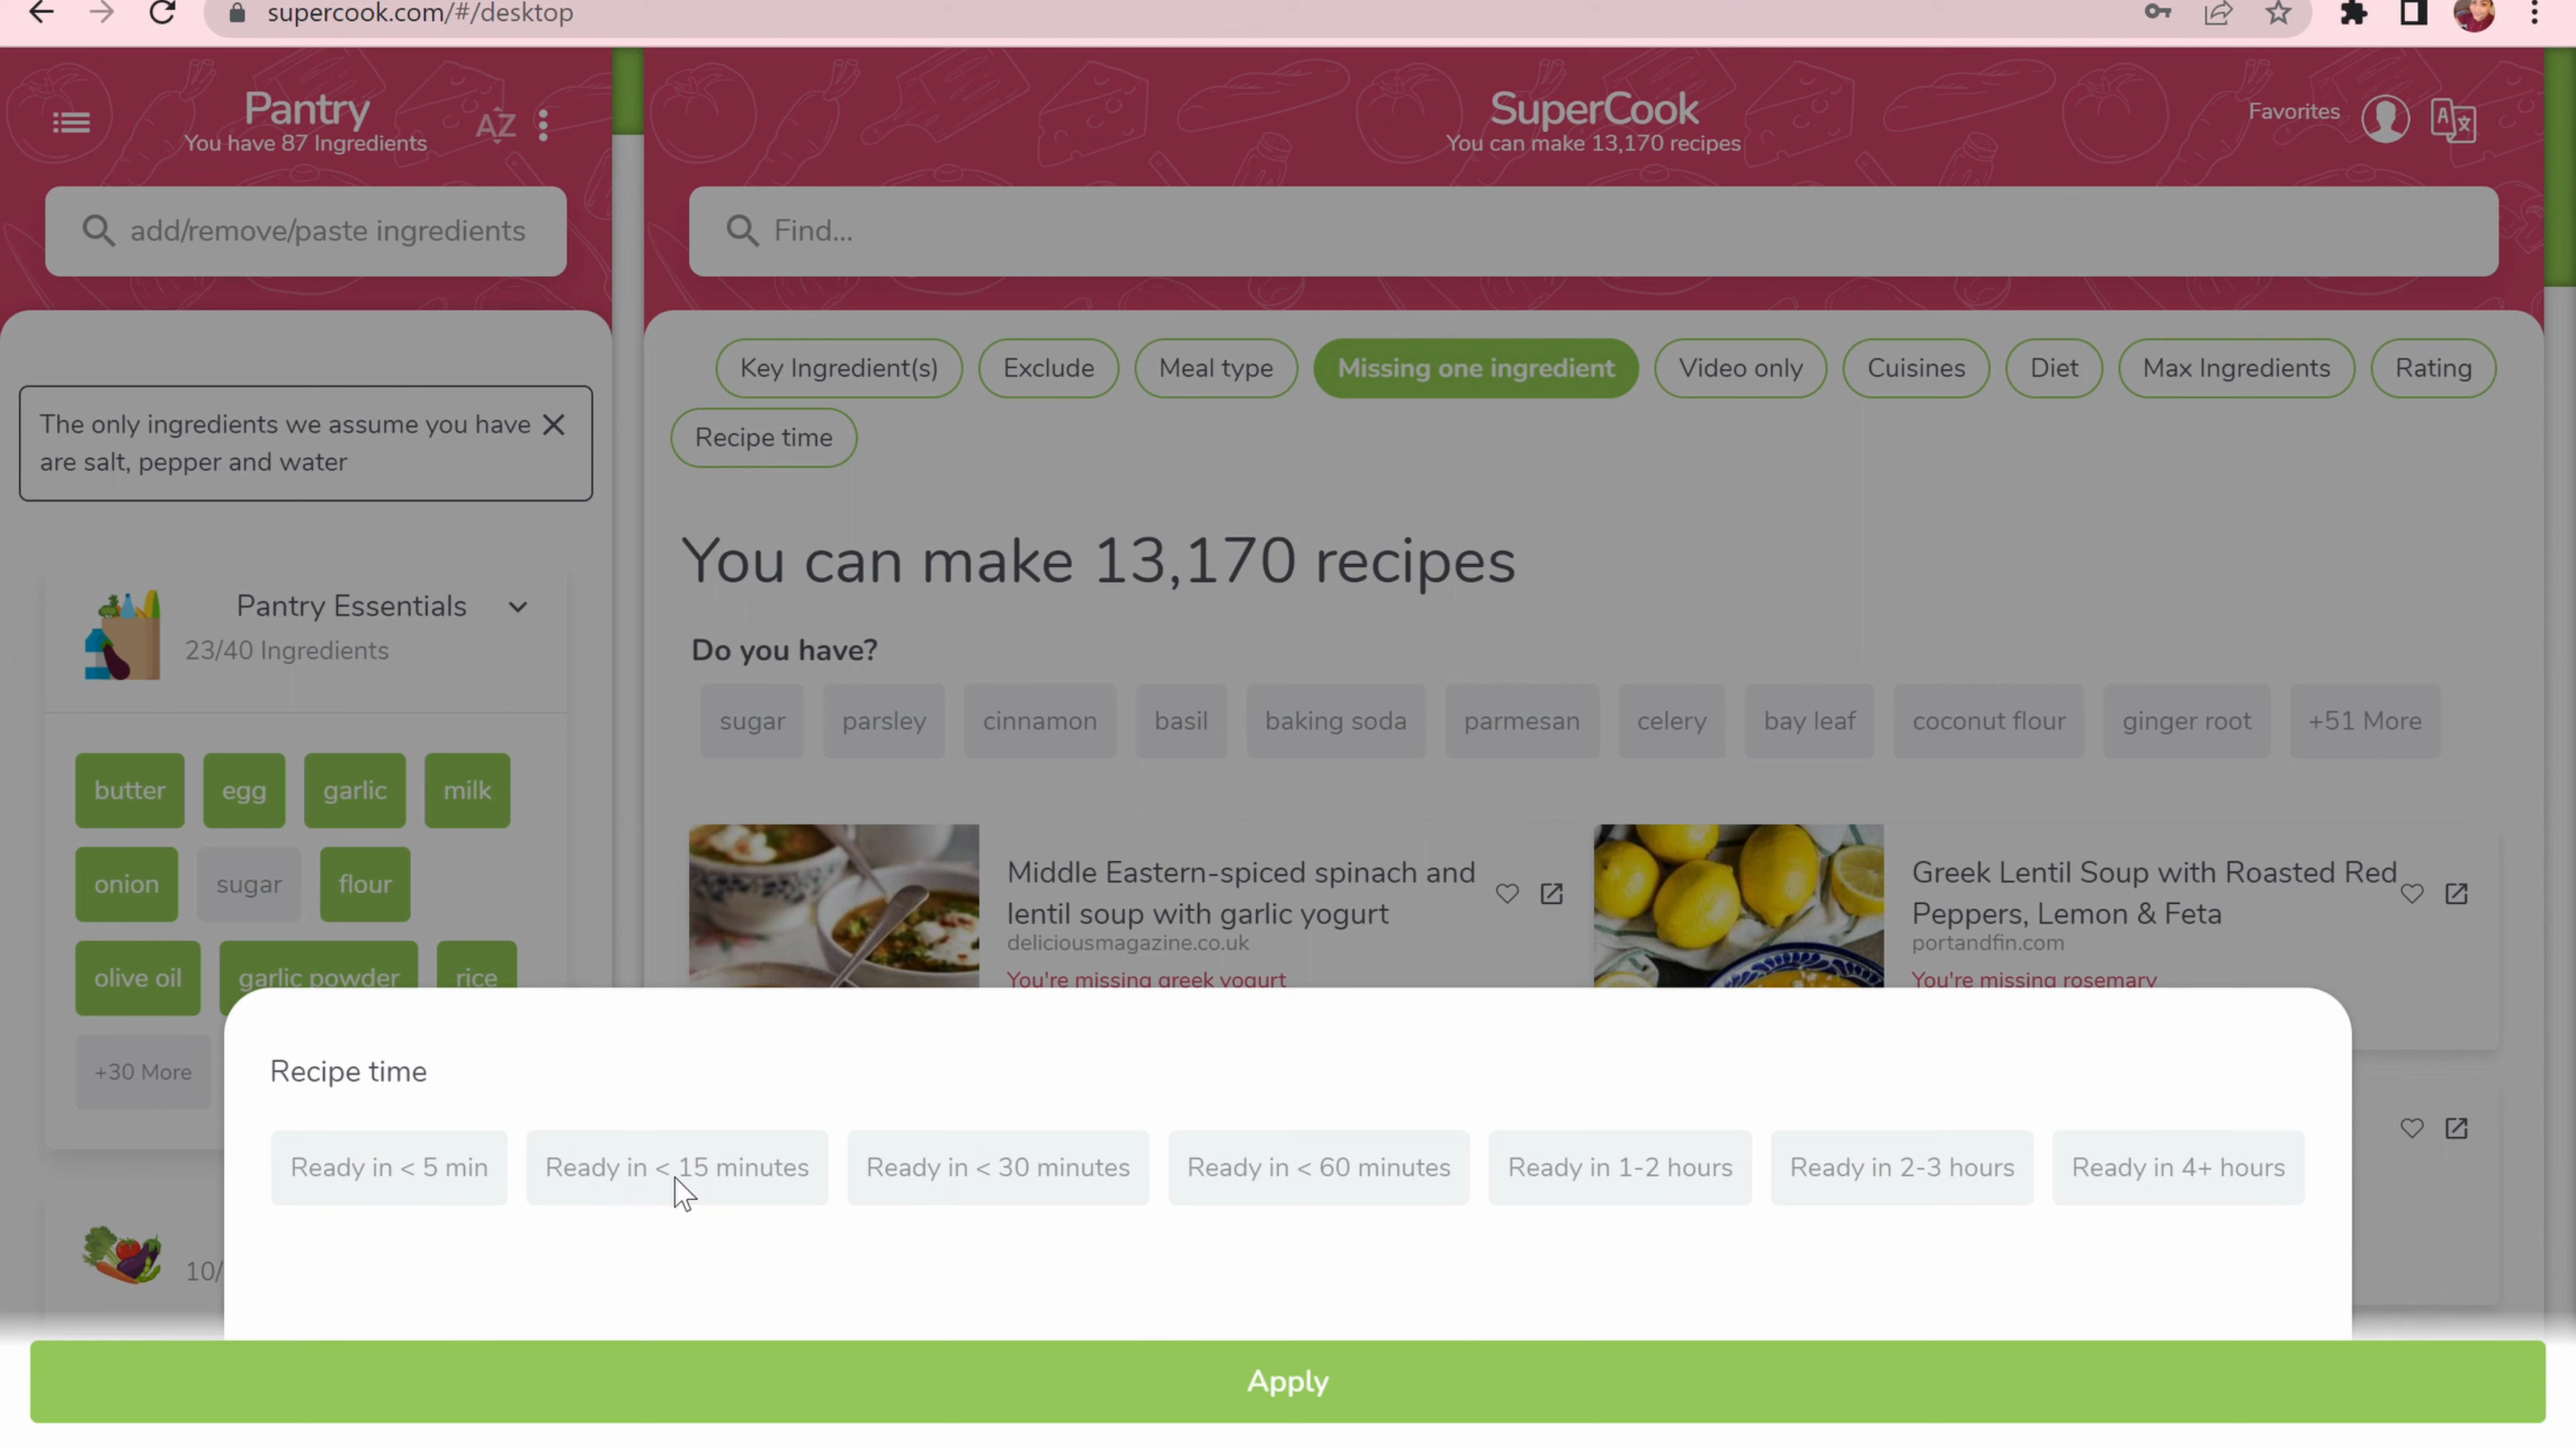 supercook.com/#/desktop
Pantry
You have 87 Ingredients
AZ
add/remove/paste ingredients
The only ingredients we assume you have
are salt, pepper and water
Pantry Essentials
23/40 Ingredients
butter
egg
garlic
milk
onion
sugar
flour
olive oil
garlic powder
rice
+30 More
10/
SuperCook
You can make 13,170 recipes
Favorites
Find...
Key Ingredient(s)
Exclude
Meal type
Missing one ingredient
Video only
Cuisines
Diet
Max Ingredients
Rating
Recipe time
You can make 13,170 recipes
Do you have?
sugar
parsley
cinnamon
basil
baking soda
parmesan
celery
bay leaf
coconut flour
ginger root
+51 More
Middle Eastern-spiced spinach and
lentil soup with garlic yogurt
deliciousmagazine.co.uk
You're missing greek yogurt
Greek Lentil Soup with Roasted Red
Peppers, Lemon & Feta
portandfin.com
You're missing rosemary
Recipe time
Ready in < 5 min
Ready in < 15 minutes
Ready in < 30 minutes
Ready in < 60 minutes
Ready in 1-2 hours
Ready in 2-3 hours
Ready in 4+ hours
Apply